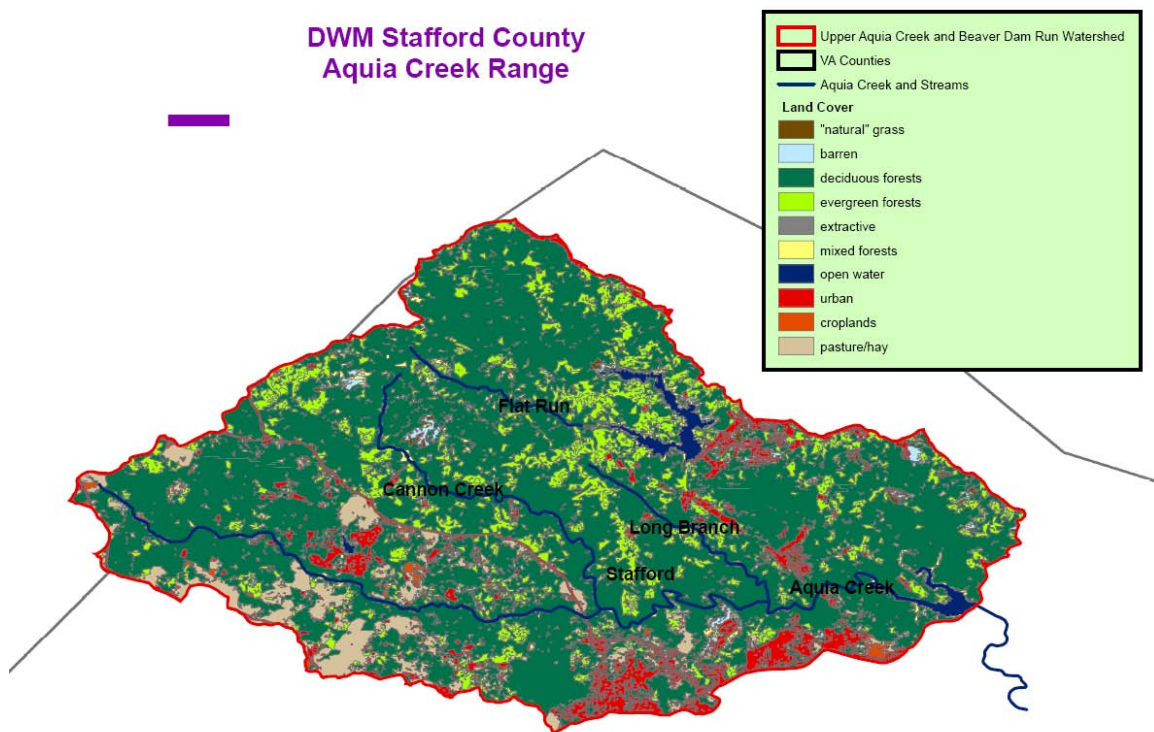 DWM Stafford County
Aquia Creek Range
Upper Aquia Creek and Beaver Dam Run Watershed
VA Counties
Aquia Creek and Streams
Land Cover
"natural" grass
barren
deciduous forests
evergreen forests
extractive
mixed forests
open water
urban
croplands
pasture/hay
Flat Run
Cannon Creek
Long Branch
Stafford
Aquia Creek